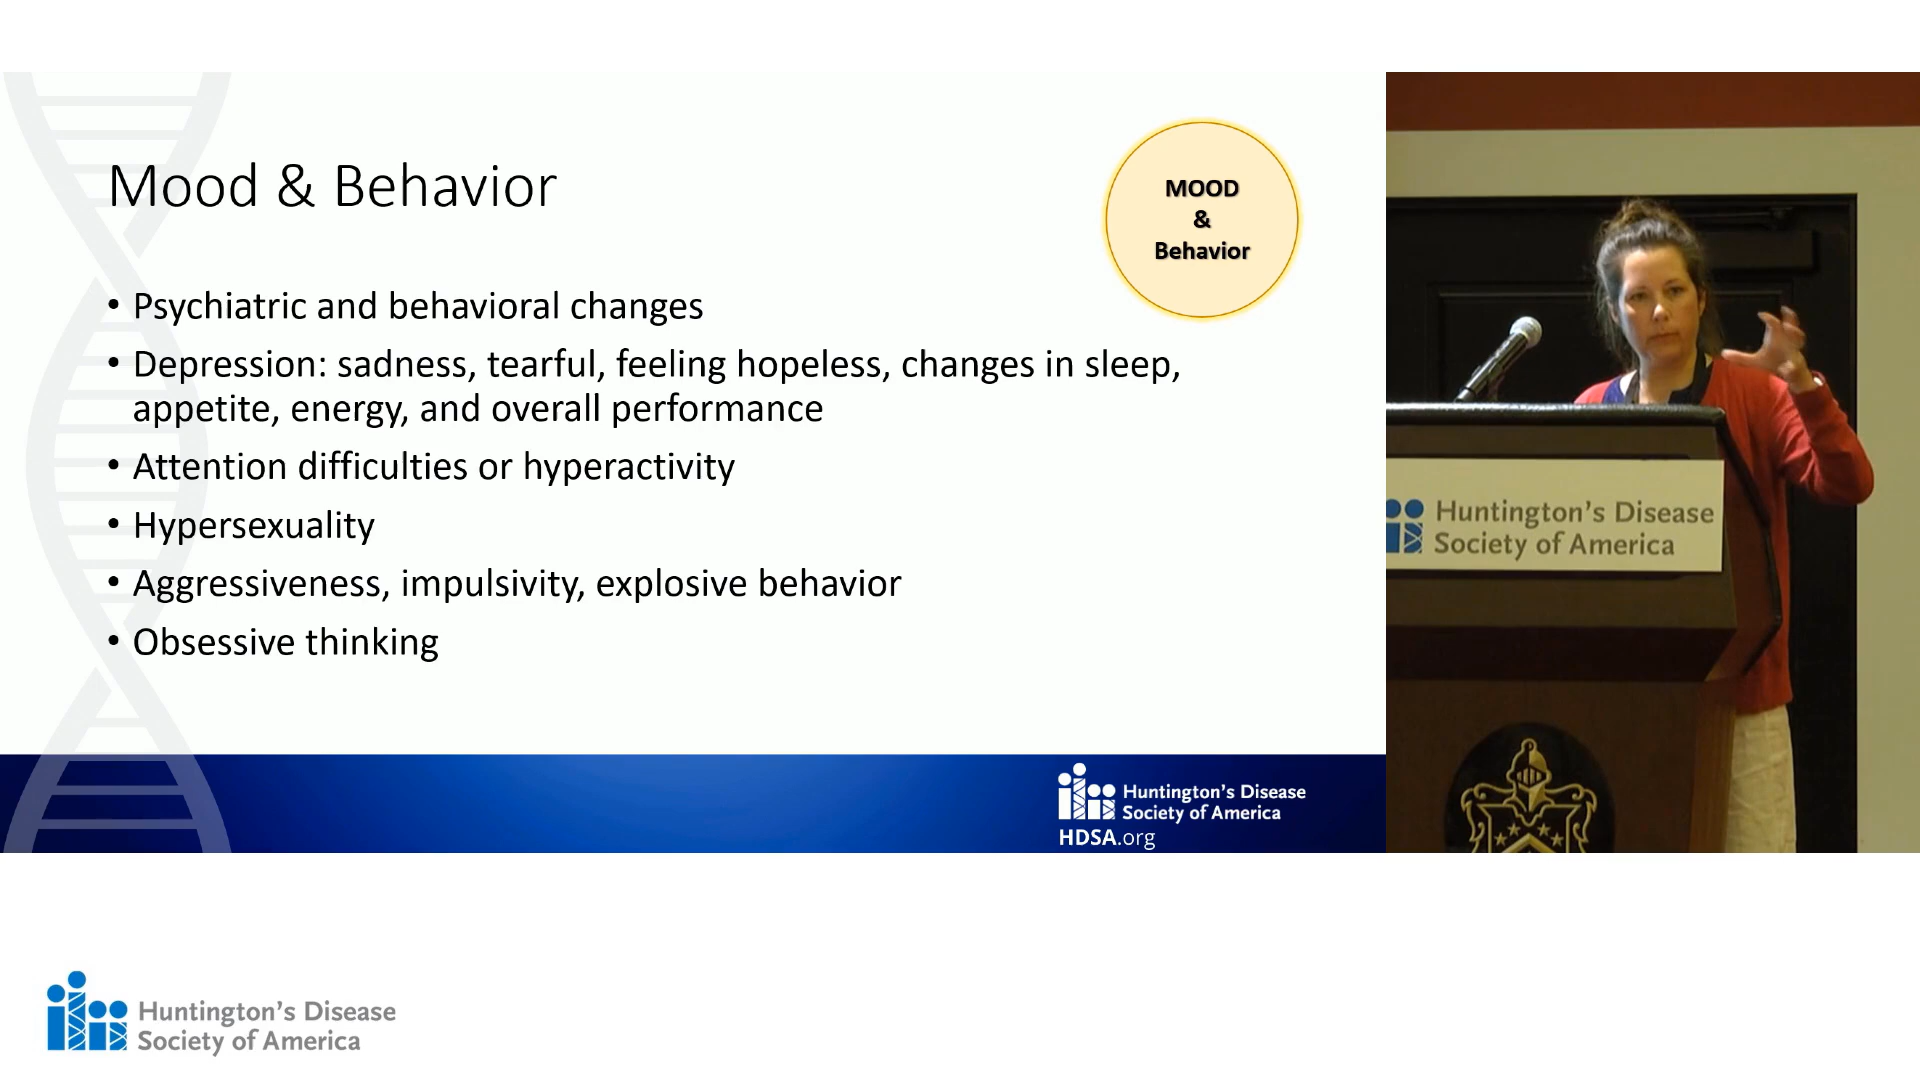 Mood & Behavior
MOOD
&
Behavior
• Psychiatric and behavioral changes
• Depression: sadness, tearful, feeling hopeless, changes in sleep,
appetite, energy, and overall performance
• Attention difficulties or hyperactivity
• Hypersexuality
• Aggressiveness, impulsivity, explosive behavior
• Obsessive thinking
Huntington's Disease
Society of America
HDSA.org
Huntington's Disease
Society of America
Huntington's Disease
Society of America